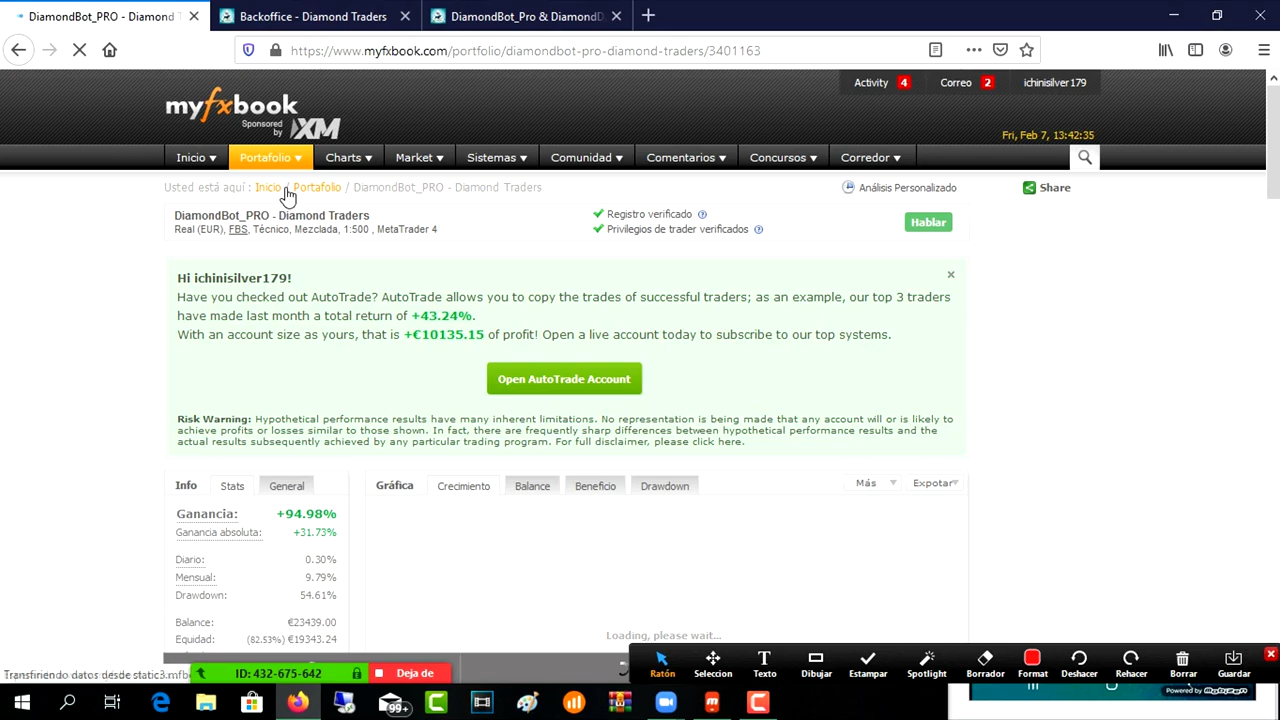 DiamondBot_PRO - Diamond T
Backoffice - Diamond Traders
DiamondBot_Pro & DiamondD
https://www.myfxbook.com/portfolio/diamondbot-pro-diamond-traders/3401163
Activity 4 Correo 2 ichinisilver179
myfxbook
Sponsored by XM
Fri, Feb 7, 13:42:35
Inicio Portafolio Charts Market Sistemas Comunidad Comentarios Concursos Corredor
Usted está aquí : Inicio / Portafolio / DiamondBot_PRO - Diamond Traders
Análisis Personalizado Share
DiamondBot_PRO - Diamond Traders
Real (EUR), FBS, Técnico, Mezclada, 1:500 , MetaTrader 4
Registro verificado
Privilegios de trader verificados
Hablar
Hi ichinisilver179!
Have you checked out AutoTrade? AutoTrade allows you to copy the trades of successful traders; as an example, our top 3 traders
have made last month a total return of +43.24%.
With an account size as yours, that is +€10135.15 of profit! Open a live account today to subscribe to our top systems.
Open AutoTrade Account
Risk Warning: Hypothetical performance results have many inherent limitations. No representation is being made that any account will or is likely to
achieve profits or losses similar to those shown. In fact, there are frequently sharp differences between hypothetical performance results and the
actual results subsequently achieved by any particular trading program. For full disclaimer, please click here.
Info Stats General
Gráfica Crecimiento Balance Beneficio Drawdown Más Expotar
Ganancia: +94.98%
Ganancia absoluta: +31.73%
Diario: 0.30%
Mensual: 9.79%
Drawdown: 54.61%
Balance: €23439.00
Equidad: (82.53%) €19343.24
Loading, please wait...
Transfiriendo datos desde static3.mfb
ID: 432-675-642
Deja de
Ratón Seleccion Texto Dibujar Estampar Spotlight Borrador Format Deshacer Rehacer Borrar Guardar
99+
Powered by